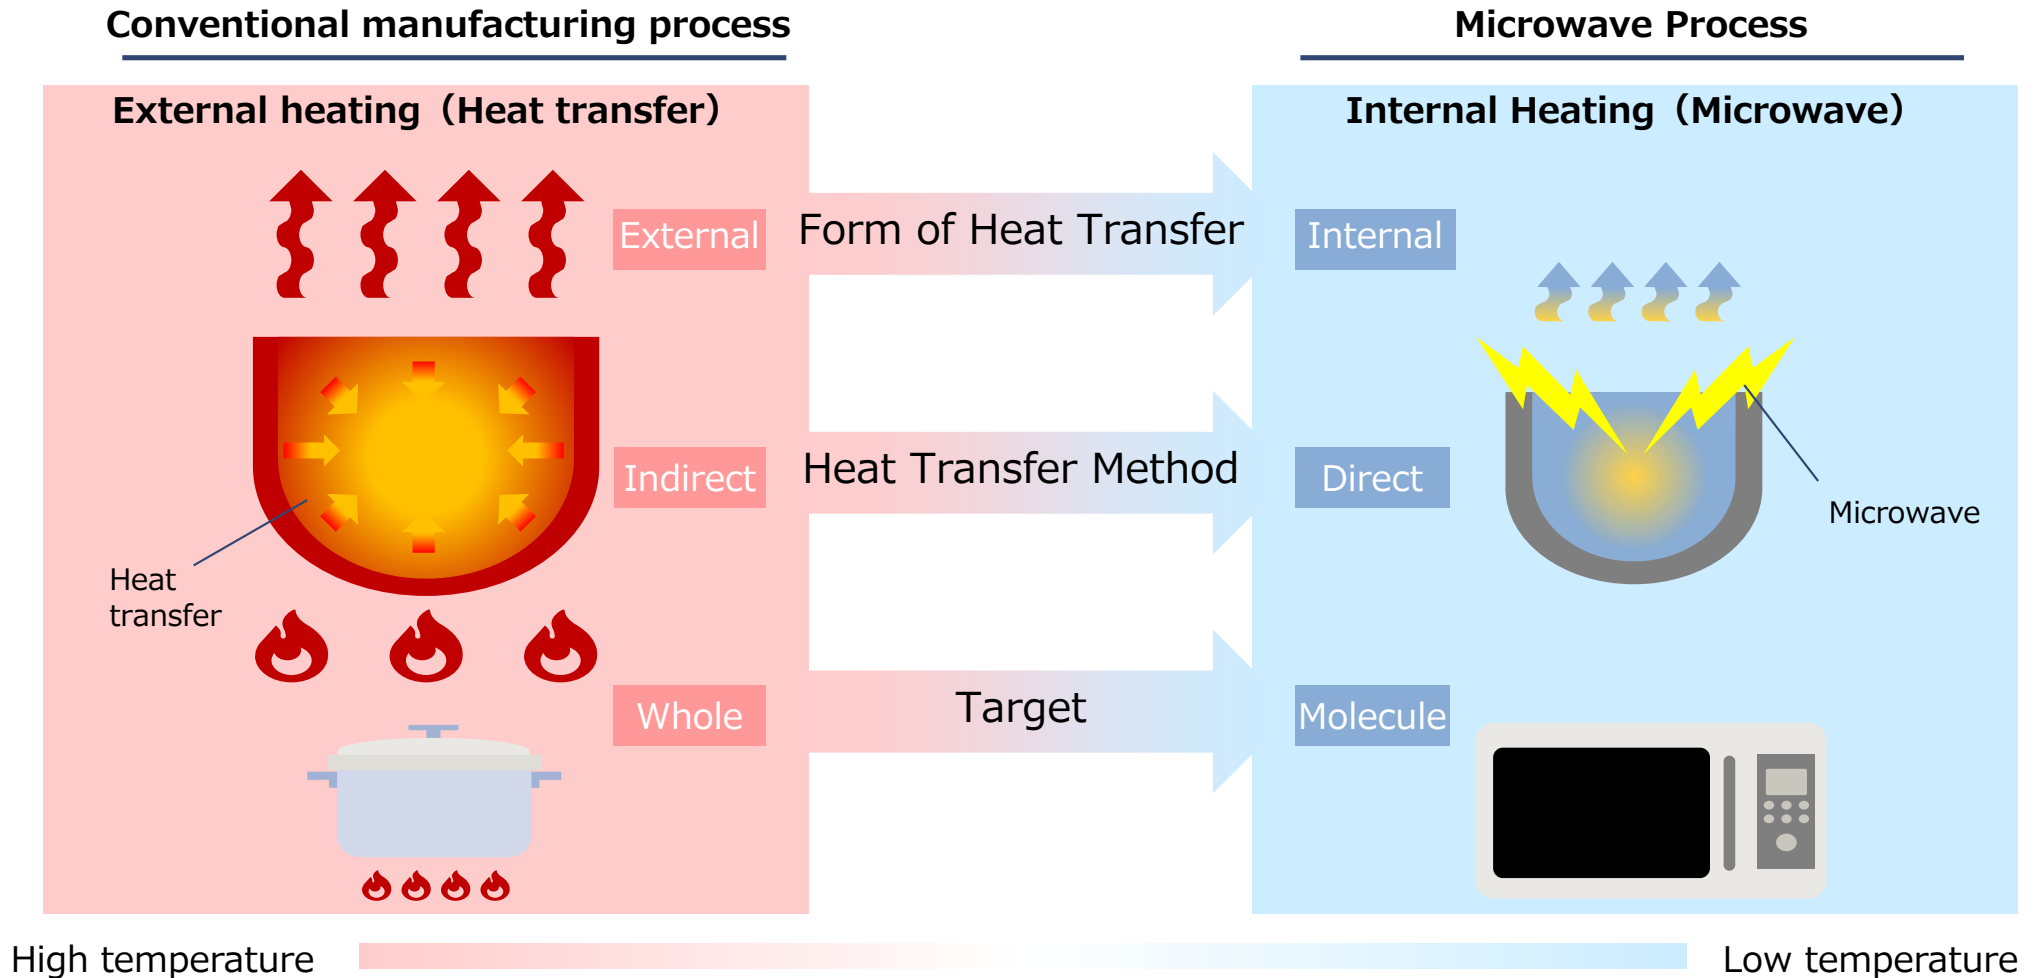 Conventional manufacturing process
Microwave Process
External heating（Heat transfer）
Internal Heating（Microwave）
External
Form of Heat Transfer
Internal
Indirect
Heat Transfer Method
Direct
Heat
transfer
Microwave
Whole
Target
Molecule
High temperature
Low temperature